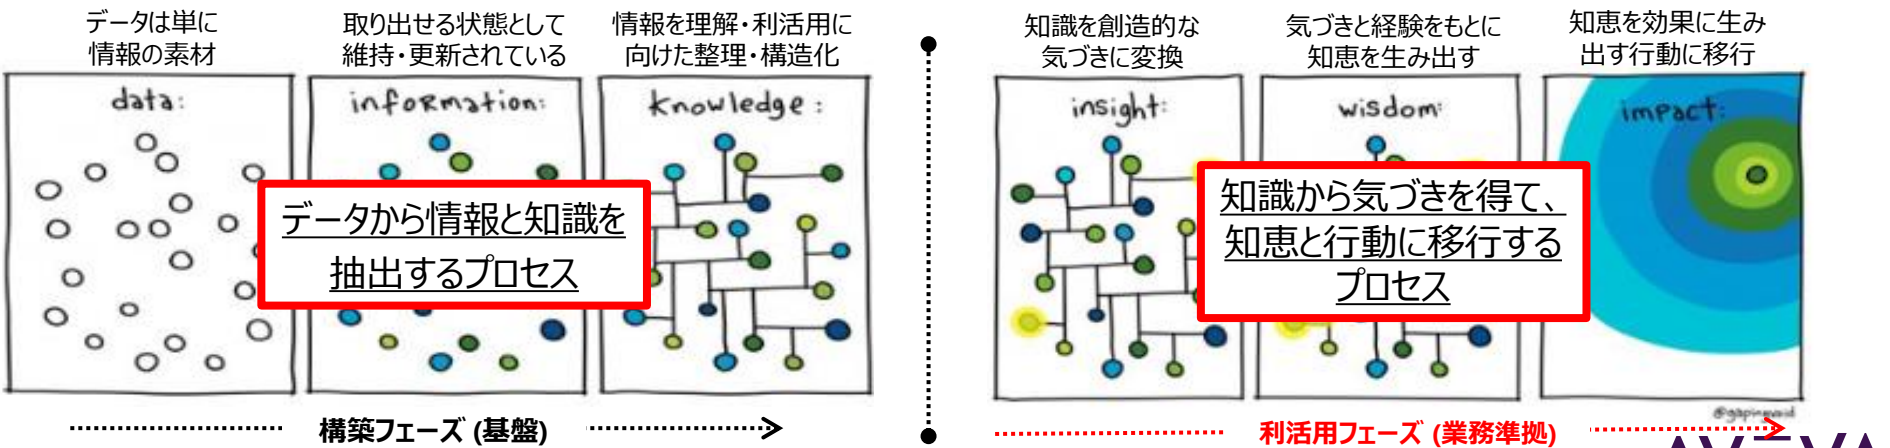 データは単に
情報の素材
取り出せる状態として
維持・更新されている
情報を理解・利活用に
向けた整理・構造化
知識を創造的な
気づきに変換
気づきと経験をもとに
知恵を生み出す
知恵を効果に生み
出す行動に移行
data:
information:
knowledge:
insight:
wisdom:
impact:
データから情報と知識を
抽出するプロセス
知識から気づきを得て、
知恵と行動に移行する
プロセス
@gapingvoid
構築フェーズ (基盤)
利活用フェーズ (業務準拠)